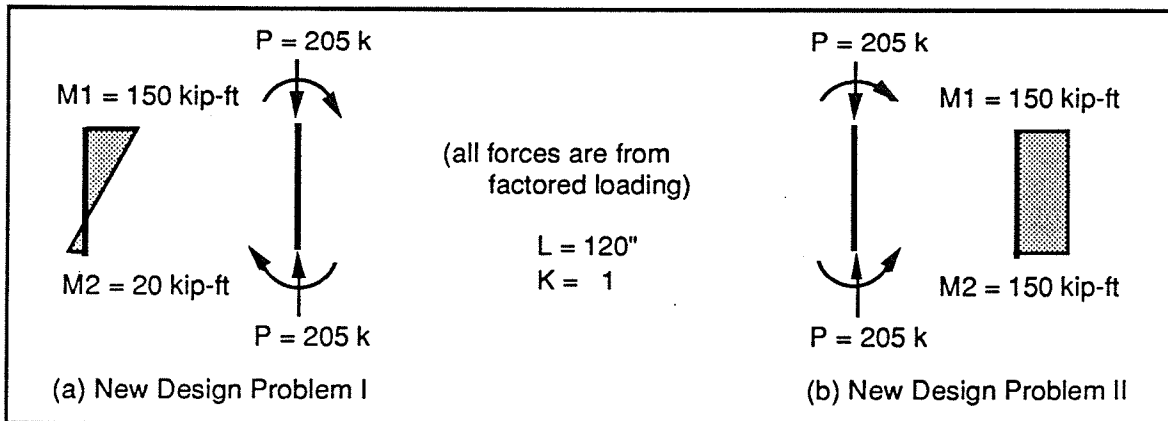 P = 205 k
M1 = 150 kip-ft
M2 = 20 kip-ft
P = 205 k
(a) New Design Problem I
(all forces are from
factored loading)
L = 120"
K = 1
P = 205 k
M1 = 150 kip-ft
M2 = 150 kip-ft
P = 205 k
(b) New Design Problem II